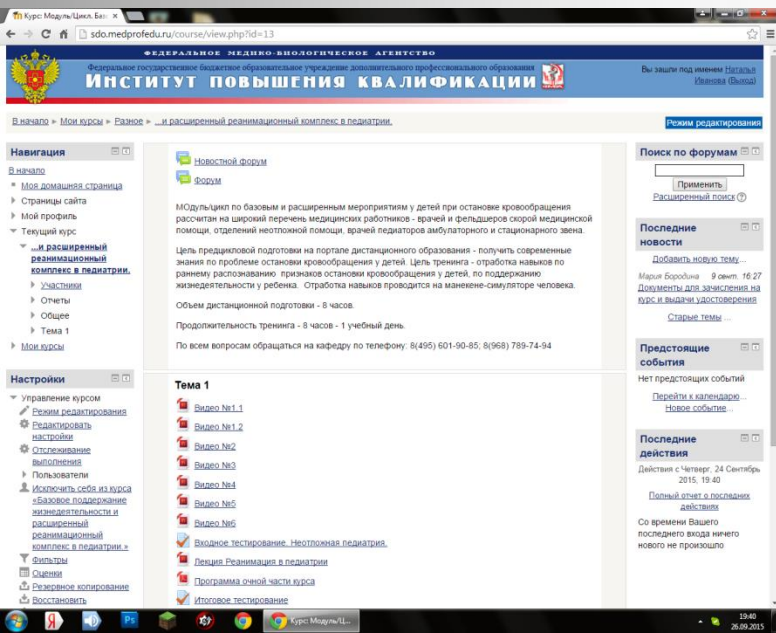 Курс: Модуль/Цикл. Баз
sdo.medprofedu.ru/course/view.php?id=13
ФЕДЕРАЛЬНОЕ МЕДИКО-БИОЛОГИЧЕСКОЕ АГЕНТСТВО
Федеральное государственное бюджетное образовательное учреждение дополнительного профессионального образования
ИНСТИТУТ ПОВЫШЕНИЯ КВАЛИФИКАЦИИ
Вы зашли под именем Наталья
Иванова (Выход)
В начало ► Мои курсы ► Разное ► ...и расширенный реанимационный комплекс в педиатрии.
Режим редактирования
Навигация
В начало
Моя домашняя страница
Страницы сайта
Мой профиль
Текущий курс
...и расширенный
реанимационный
комплекс в педиатрии.
Участники
Отчеты
Общее
Тема 1
Мои курсы
Настройки
Управление курсом
Режим редактирования
Редактировать
настройки
Отслеживание
выполнения
Пользователи
Исключить себя из курса
«Базовое поддержание
жизнедеятельности и
расширенный
реанимационный
комплекс в педиатрии.»
Фильтры
Оценки
Резервное копирование
Восстановить
Новостной форум
Форум
МОдуль/цикл по базовым и расширенным мероприятиям у детей при остановке кровообращения
рассчитан на широкий перечень медицинских работников - врачей и фельдшеров скорой медицинской
помощи, отделений неотложной помощи, врачей педиаторов амбулаторного и стационарного звена.
Цель предцикловой подготовки на портале дистанционного образования - получить современные
знания по проблеме остановки кровообращения у детей. Цель тренинга - отработка навыков по
раннему распознаванию признаков остановки кровообращения у детей, по поддержанию
жизнедеятельности у ребенка. Отработка навыков проводится на манекене-симуляторе человека.
Объем дистанционной подготовки - 8 часов.
Продолжительность тренинга - 8 часов - 1 учебный день.
По всем вопросам обращаться на кафедру по телефону: 8(495) 601-90-85; 8(968) 789-74-94
Тема 1
Видео №1.1
Видео №1.2
Видео №2
Видео №3
Видео №4
Видео №5
Видео №6
Входное тестирование. Неотложная педиатрия.
Лекция Реанимация в педиатрии
Программа очной части курса
Итоговое тестирование
Поиск по форумам
Применить
Расширенный поиск
Последние
новости
Добавить новую тему...
Мария Бородина 9 сент. 16:27
Документы для зачисления на
курс и выдачи удостоверения
Старые темы ...
Предстоящие
события
Нет предстоящих событий
Перейти к календарю...
Новое событие...
Последние
действия
Действия с Четверг, 24 Сентябрь
2015, 19:40
Полный отчет о последних
действиях
Со времени Вашего
последнего входа ничего
нового не произошло
Я
Ps
Курс: Модуль/Ц...
19:40
26.09.2015